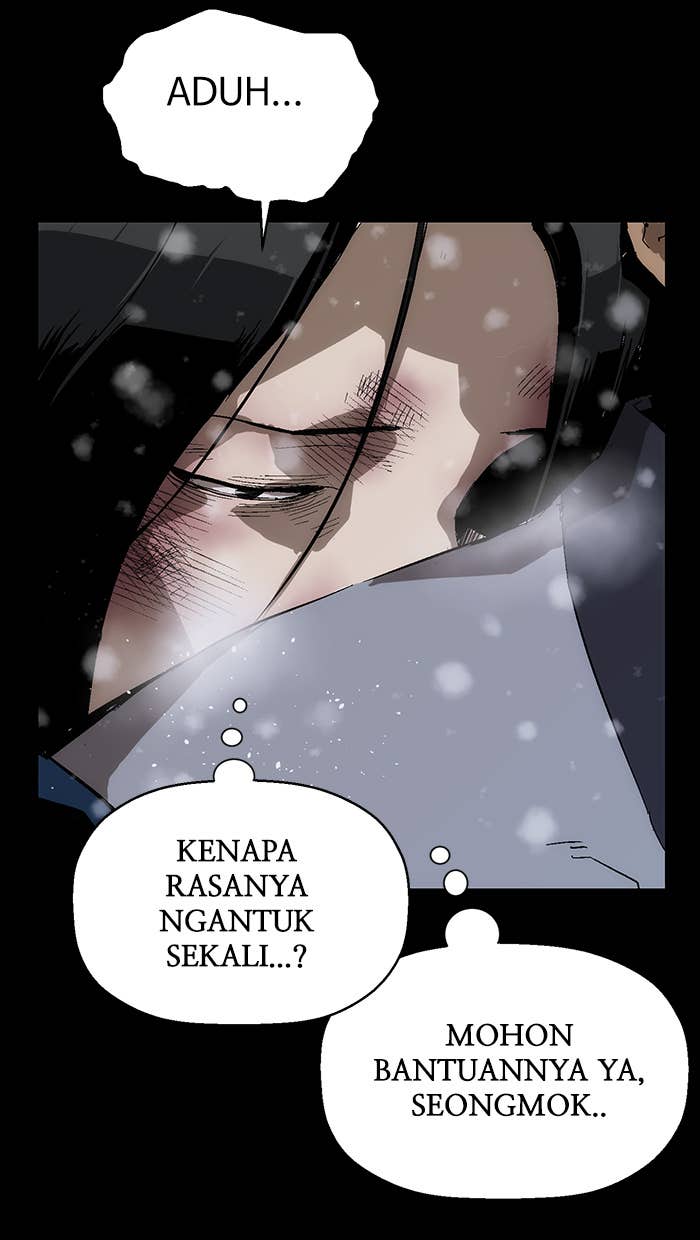 ADUH...
KENAPA
RASANYA
NGANTUK
SEKALI...?
MOHON
BANTUANNYA YA,
SEONGMOK..